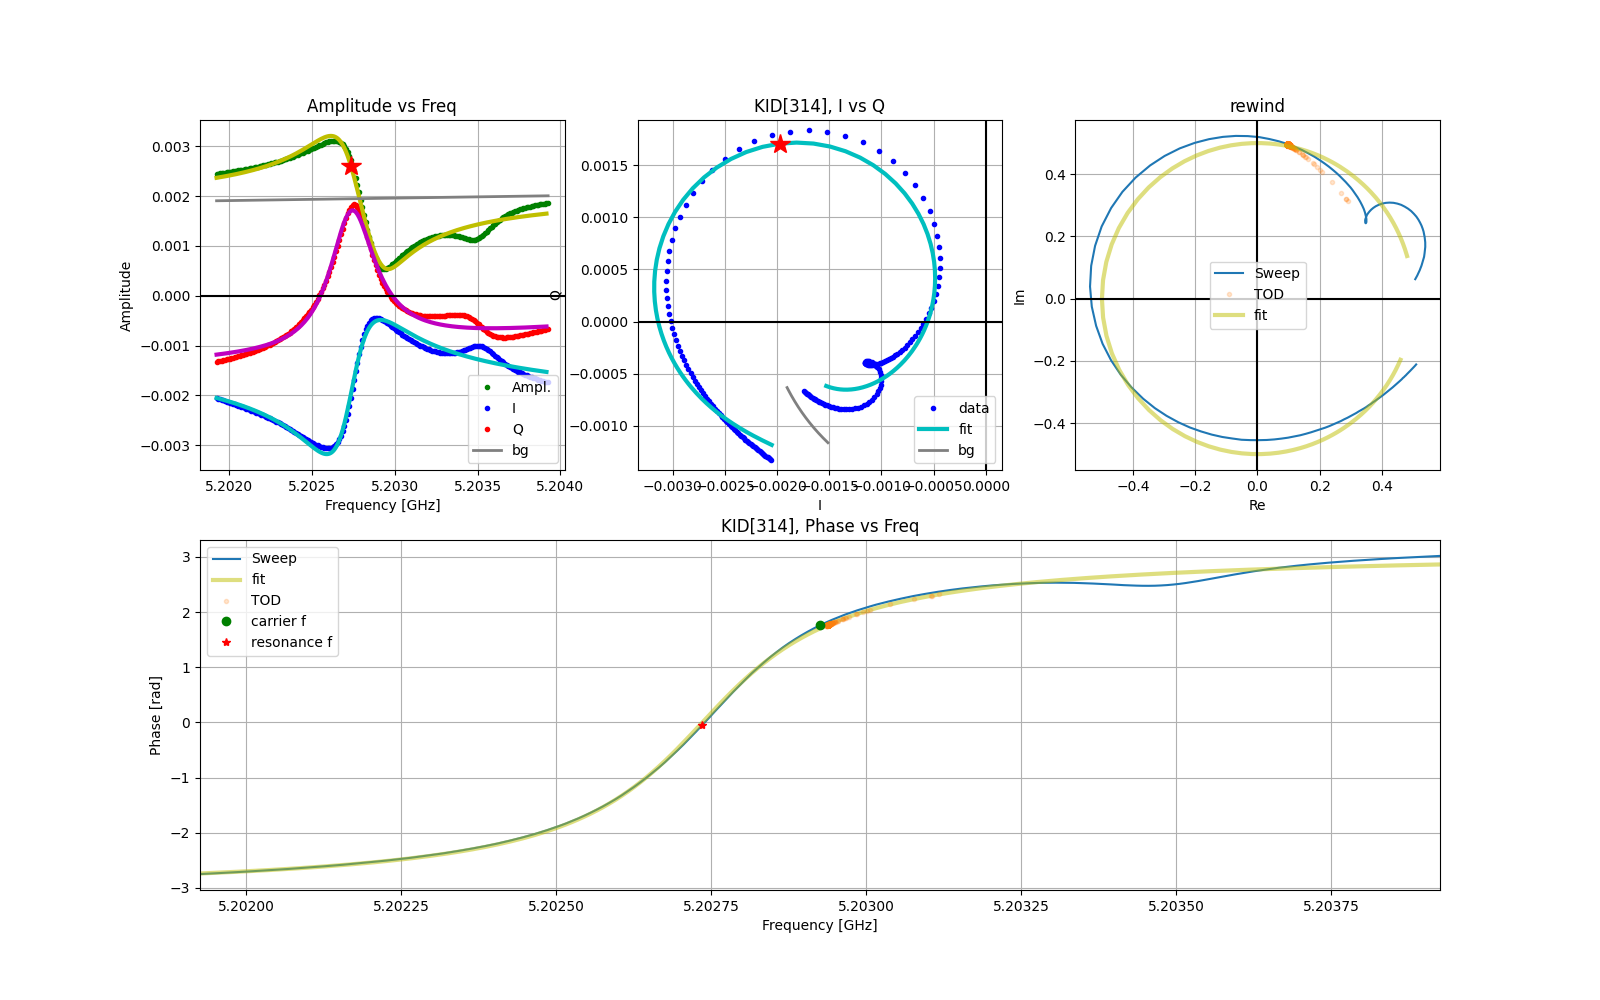 Amplitude vs Freq
Amplitude
0.003
0.002
0.001
0.000
−0.001
−0.002
−0.003
5.2020
5.2025
5.2030
5.2035
5.2040
Frequency [GHz]
Ampl.
I
Q
bg
KID[314], I vs Q
Q
0.0015
0.0010
0.0005
0.0000
−0.0005
−0.0010
−0.0030
−0.0025
−0.0020
−0.0015
−0.0010
−0.0005
0.0000
I
data
fit
bg
rewind
Im
0.4
0.2
0.0
−0.2
−0.4
−0.4
−0.2
0.0
0.2
0.4
Re
Sweep
TOD
fit
KID[314], Phase vs Freq
Phase [rad]
3
2
1
0
−1
−2
−3
5.20200
5.20225
5.20250
5.20275
5.20300
5.20325
5.20350
5.20375
Frequency [GHz]
Sweep
fit
TOD
carrier f
resonance f